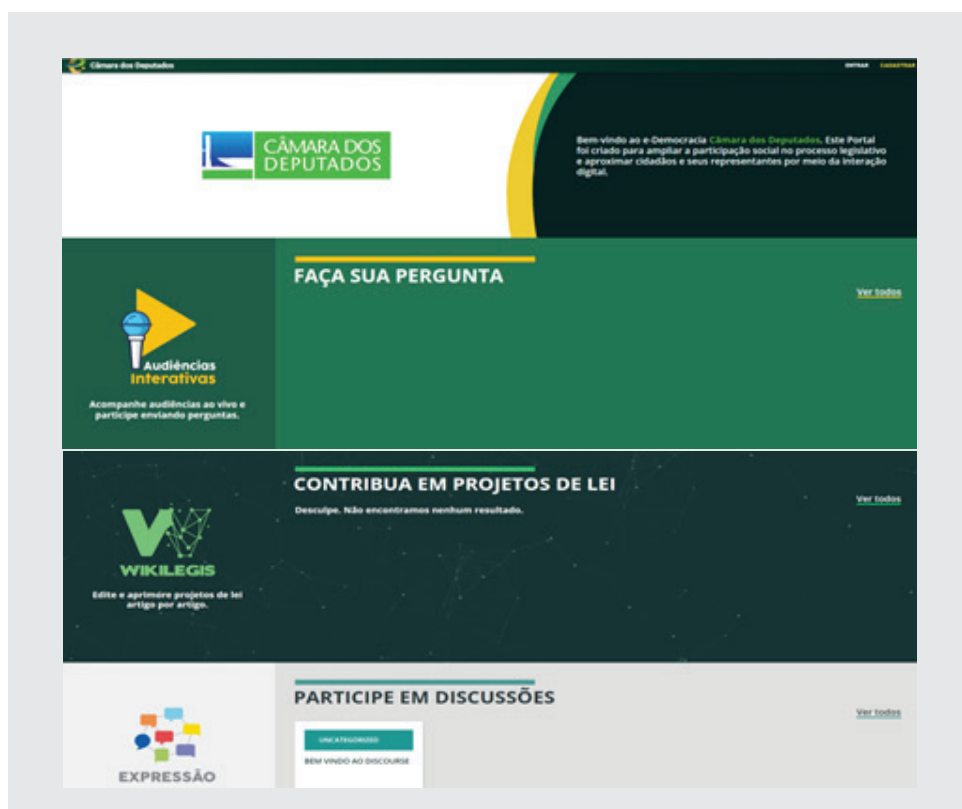 Câmara dos Deputados
ENTRAR CADASTRAR
CÂMARA DOS
DEPUTADOS
Bem-vindo ao e-Democracia Câmara dos Deputados. Este Portal
foi criado para ampliar a participação social no processo legislativo
e aproximar cidadãos e seus representantes por meio da interação
digital.
FAÇA SUA PERGUNTA
Ver todos
Audiências
Interativas
Acompanhe audiências ao vivo e
participe enviando perguntas.
CONTRIBUA EM PROJETOS DE LEI
Ver todos
Desculpe. Não encontramos nenhum resultado.
WIKILEGIS
Edite e aprimore projetos de lei
artigo por artigo.
PARTICIPE EM DISCUSSÕES
Ver todos
UNCATEGORIZED
BEM VINDO AO DISCOURSE
EXPRESSÃO